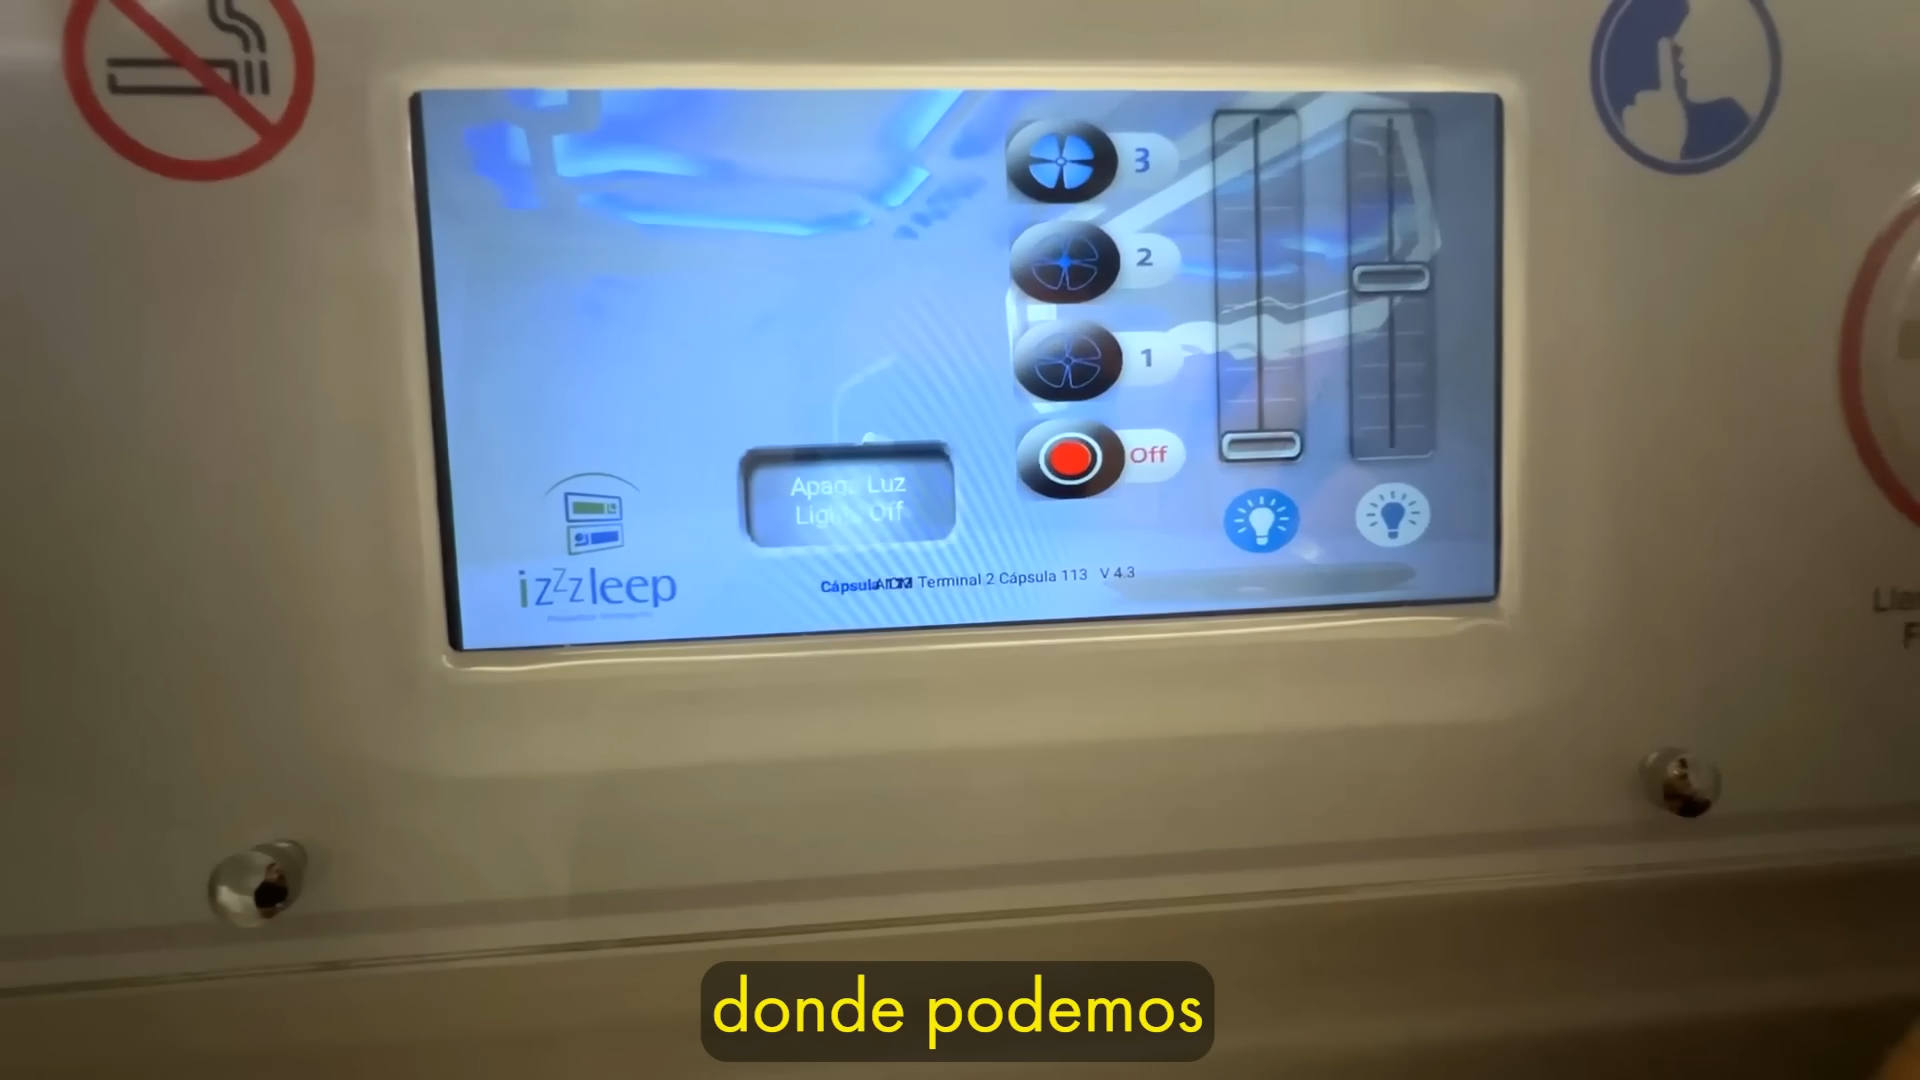 3
2
1
Off
Luz
Off
izzzleep
Terminal 2 Cápsula 113 V 4.3
donde podemos